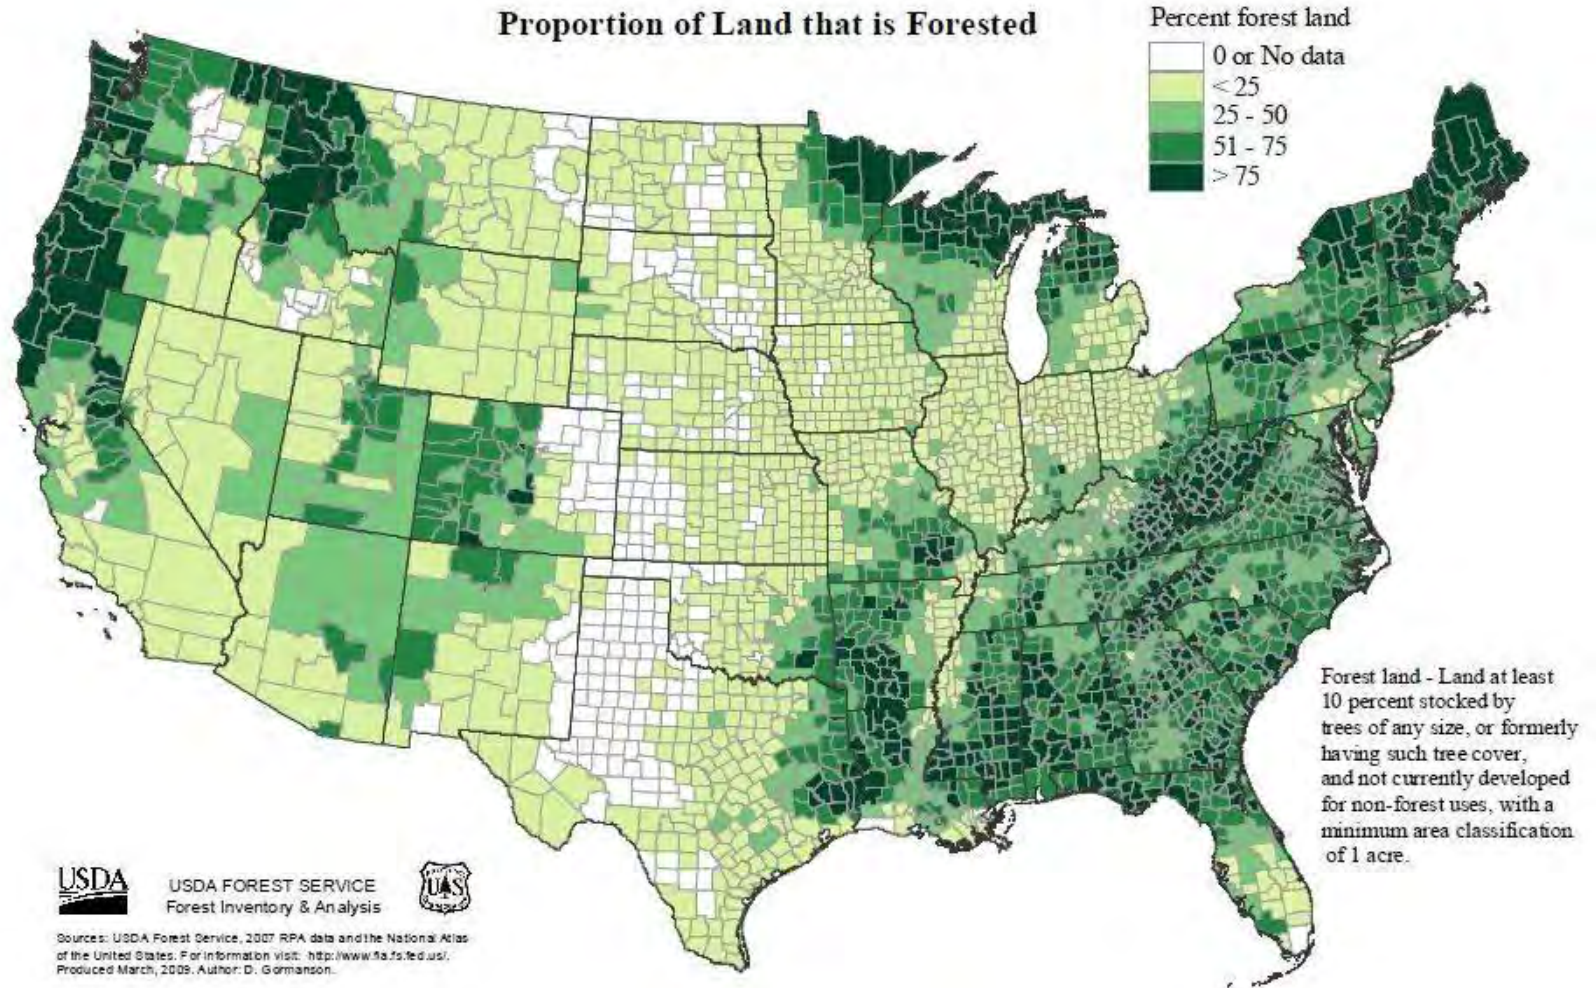 Proportion of Land that is Forested
Percent forest land
0 or No data
< 25
25 - 50
51 - 75
> 75
Forest land - Land at least
10 percent stocked by
trees of any size, or formerly
having such tree cover,
and not currently developed
for non-forest uses, with a
minimum area classification
of 1 acre.
USDA
USDA FOREST SERVICE
Forest Inventory & Analysis
UAS
Sources: USDA Forest Service, 2007 RPA data and the National Atlas
of the United States. For information visit: http://www.fia.fs.fed.us/.
Produced March, 2009. Author: D. Gormanson.